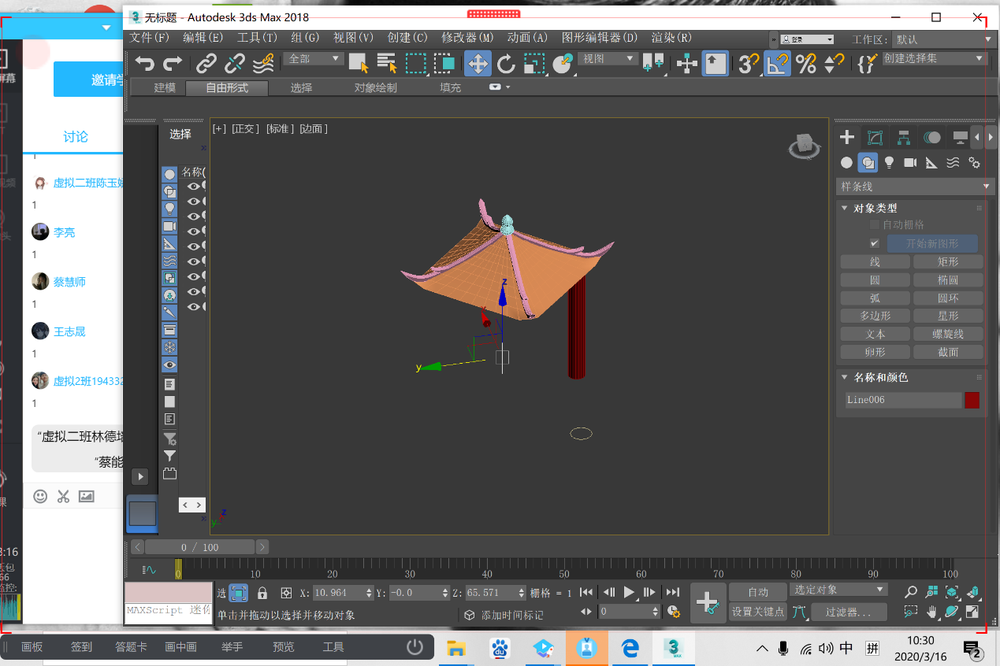 无标题 - Autodesk 3ds Max 2018
文件(F) 编辑(E) 工具(T) 组(G) 视图(V) 创建(C) 修改器(M) 动画(A) 图形编辑器(D) 渲染(R)
» 登录 工作区: 默认
全部 视图 创建选择集
建模 自由形式 选择 对象绘制 填充
屏幕
邀请学
讨论
1
虚拟二班陈玉
1
李亮
1
蔡慧师
1
王志晟
1
虚拟2班194332
1
“虚拟二班林德
“蔡能
选择
名称(
[+] [正交] [标准] [边面]
z
y
z
y
样条线
对象类型
自动栅格
开始新图形
线 矩形
圆 椭圆
弧 圆环
多边形 星形
文本 螺旋线
卵形 截面
名称和颜色
Line006
0 / 100
0 10 20 30 40 50 60 70 80 90 100
选 X: 10.964 Y: -0.0 Z: 65.571 栅格 = 1
自动 选定对象
MAXScript 迷
单击并拖动以选择并移动对象
添加时间标记
0
设置关键点 过滤器...
3:16
丢包
66
监控:
画板 签到 答题卡 画中画 举手 预览 工具
中 拼
10:30
2020/3/16
2